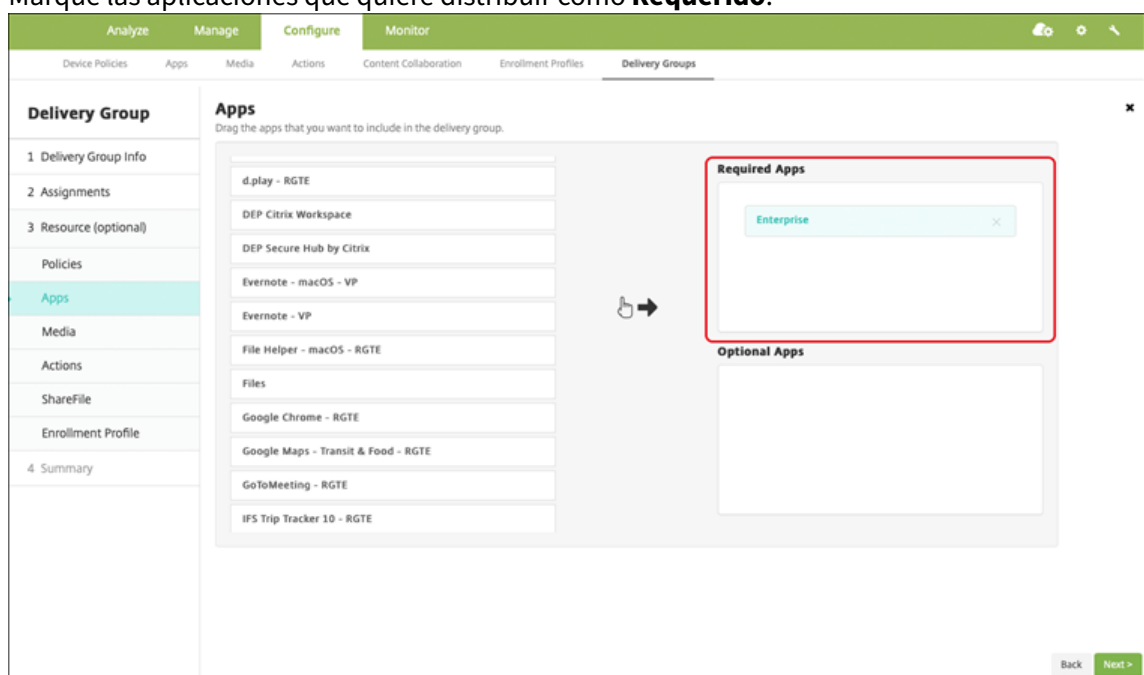 Marque las aplicaciones que quiere distribuir como Requerido.
Analyze Manage Configure Monitor
Device Policies Apps Media Actions Content Collaboration Enrollment Profiles Delivery Groups
Delivery Group
1 Delivery Group Info
2 Assignments
3 Resource (optional)
Policies
Apps
Media
Actions
ShareFile
Enrollment Profile
4 Summary
Apps
Drag the apps that you want to include in the delivery group.
d.play - RGTE
DEP Citrix Workspace
DEP Secure Hub by Citrix
Evernote - macOS - VP
Evernote - VP
File Helper - macOS - RGTE
Files
Google Chrome - RGTE
Google Maps - Transit & Food - RGTE
GoToMeeting - RGTE
IFS Trip Tracker 10 - RGTE
Required Apps
Enterprise
Optional Apps
Back Next >